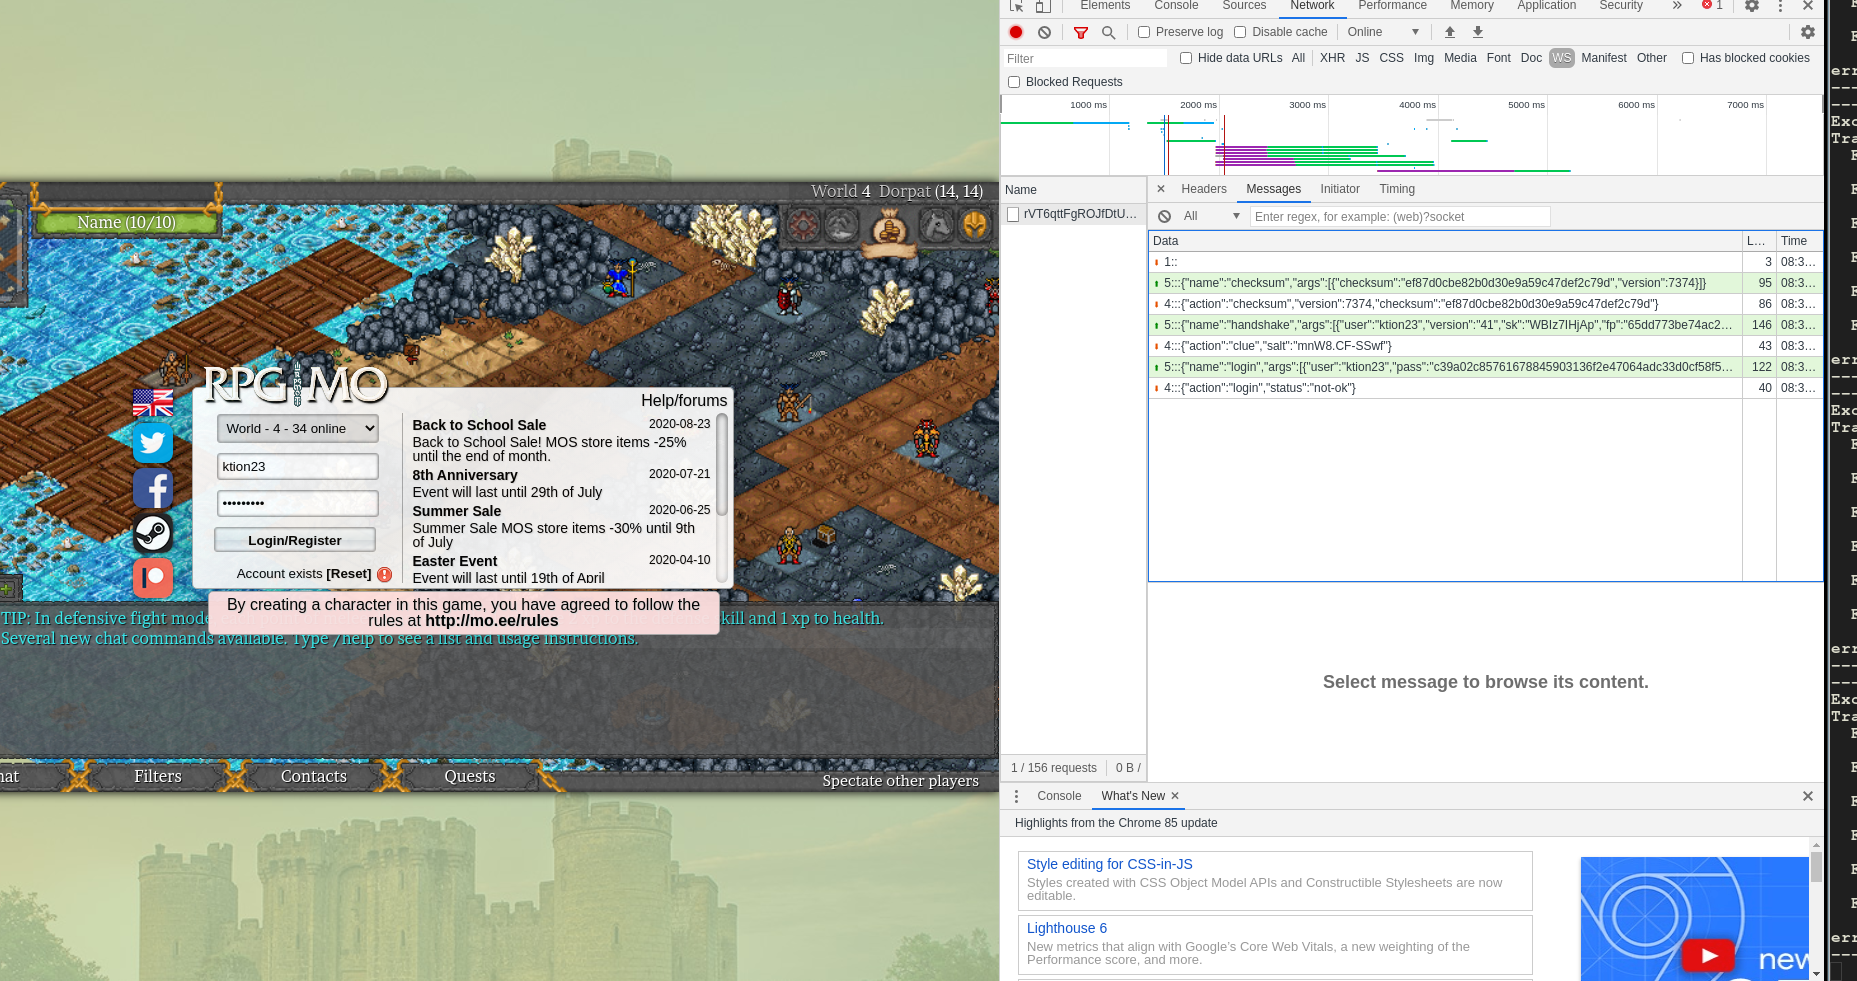 World 4 Dorpat (14, 14)
Name (10/10)
RPG MO
Help/forums
World - 4 - 34 online
ktion23
•••••••••
Login/Register
Account exists [Reset]
Back to School Sale 2020-08-23
Back to School Sale! MOS store items -25%
until the end of month.
8th Anniversary 2020-07-21
Event will last until 29th of July
Summer Sale 2020-06-25
Summer Sale MOS store items -30% until 9th
of July
Easter Event 2020-04-10
Event will last until 19th of April
By creating a character in this game, you have agreed to follow the
rules at http://mo.ee/rules
TIP: In defensive fight mode kill and 1 xp to health.
Several new chat commands available. Type /help to see a list and usage instructions.
hat Filters Contacts Quests
Spectate other players
Elements Console Sources Network Performance Memory Application Security » 1
Preserve log Disable cache Online
Filter Hide data URLs All XHR JS CSS Img Media Font Doc WS Manifest Other Has blocked cookies
Blocked Requests
1000 ms 2000 ms 3000 ms 4000 ms 5000 ms 6000 ms 7000 ms
Name
rVT6qttFgROJfDtU…
Headers Messages Initiator Timing
All Enter regex, for example: (web)?socket
Data L… Time
1:: 3 08:3…
5:::{"name":"checksum","args":[{"checksum":"ef87d0cbe82b0d30e9a59c47def2c79d","version":7374}]} 95 08:3…
4:::{"action":"checksum","version":7374,"checksum":"ef87d0cbe82b0d30e9a59c47def2c79d"} 86 08:3…
5:::{"name":"handshake","args":[{"user":"ktion23","version":"41","sk":"WBIz7IHjAp","fp":"65dd773be74ac2… 146 08:3…
4:::{"action":"clue","salt":"mnW8.CF-SSwf"} 43 08:3…
5:::{"name":"login","args":[{"user":"ktion23","pass":"c39a02c85761678845903136f2e47064adc33d0cf58f5… 122 08:3…
4:::{"action":"login","status":"not-ok"} 40 08:3…
Select message to browse its content.
1 / 156 requests 0 B /
Console What's New
Highlights from the Chrome 85 update
Style editing for CSS-in-JS
Styles created with CSS Object Model APIs and Constructible Stylesheets are now
editable.
Lighthouse 6
New metrics that align with Google's Core Web Vitals, a new weighting of the
Performance score, and more.
new
E
err
---
---
Exc
Tra
E
err
---
---
Exc
Tra
E
err
---
---
Exc
Tra
E
err
---